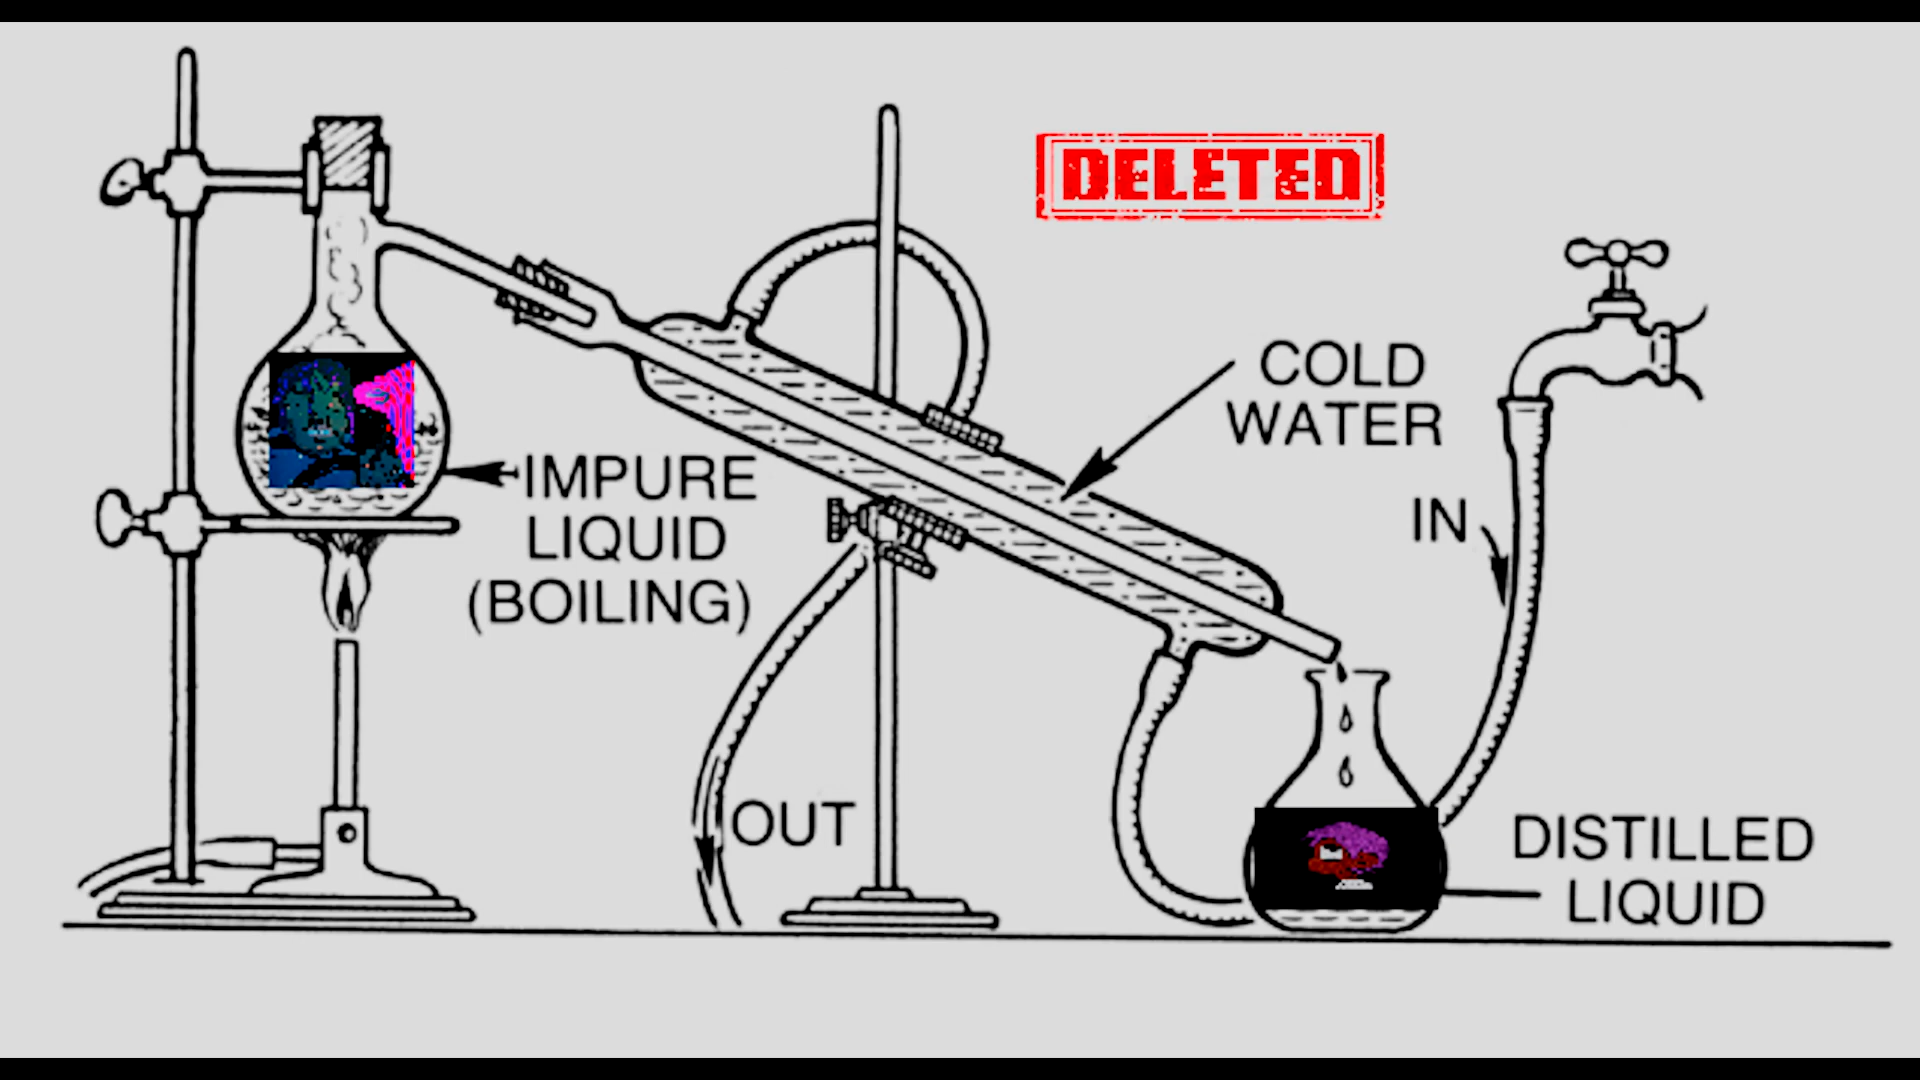 DELETED
COLD
WATER
IMPURE
LIQUID
(BOILING)
IN
OUT
DISTILLED
LIQUID